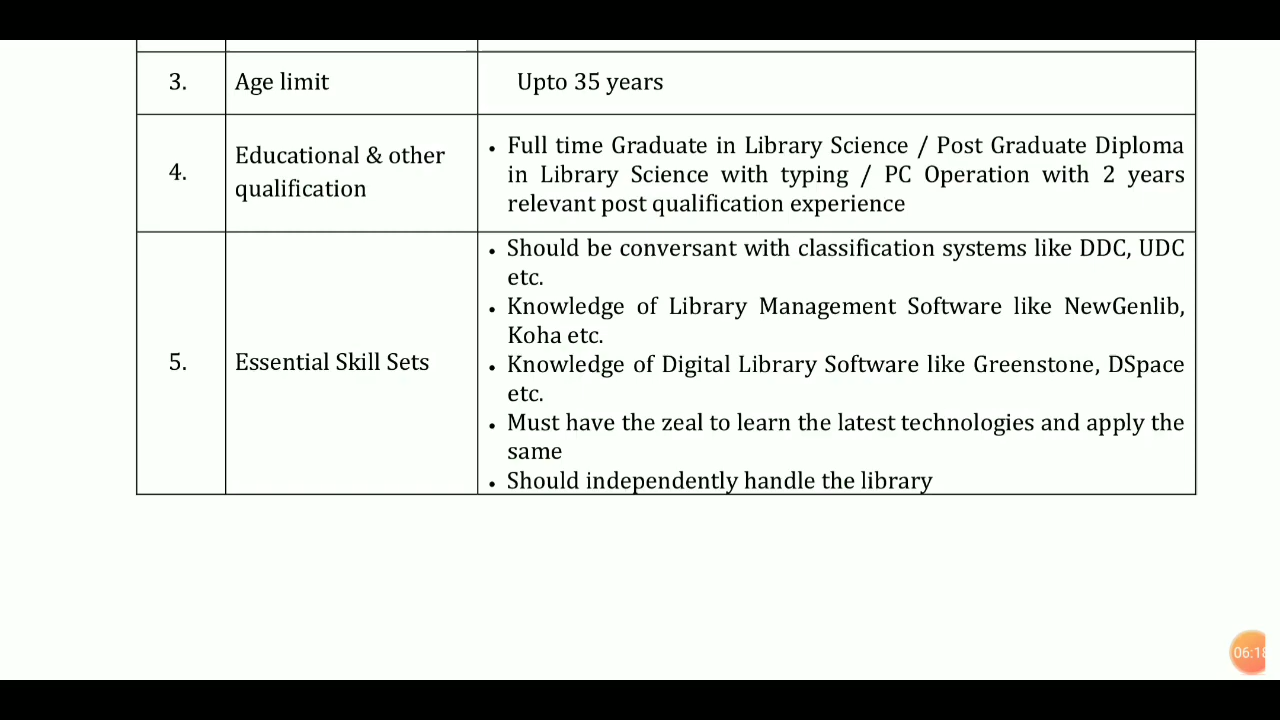 3. Age limit Upto 35 years
Educational & other
qualification
4.
• Full time Graduate in Library Science / Post Graduate Diploma
in Library Science with typing / PC Operation with 2 years
relevant post qualification experience
5.
Essential Skill Sets
• Should be conversant with classification systems like DDC, UDC
etc.
• Knowledge of Library Management Software like NewGenlib,
Koha etc.
• Knowledge of Digital Library Software like Greenstone, DSpace
etc.
• Must have the zeal to learn the latest technologies and apply the
same
• Should independently handle the library
06:18